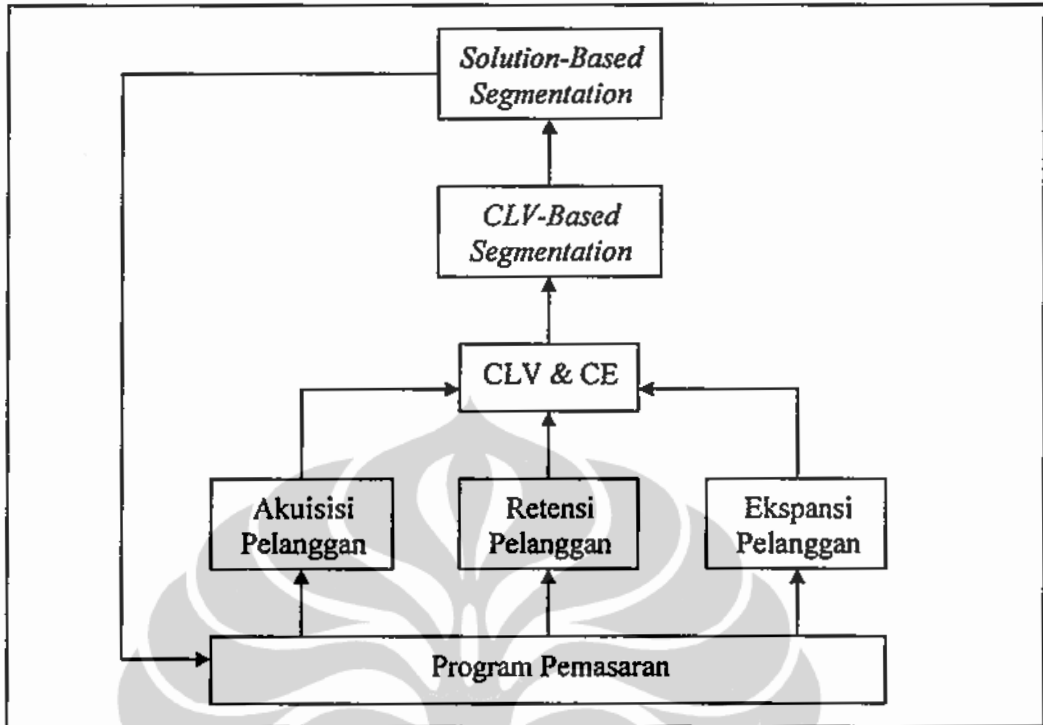 Solution-Based
Segmentation
CLV-Based
Segmentation
CLV & CE
Akuisisi
Pelanggan
Retensi
Pelanggan
Ekspansi
Pelanggan
Program Pemasaran